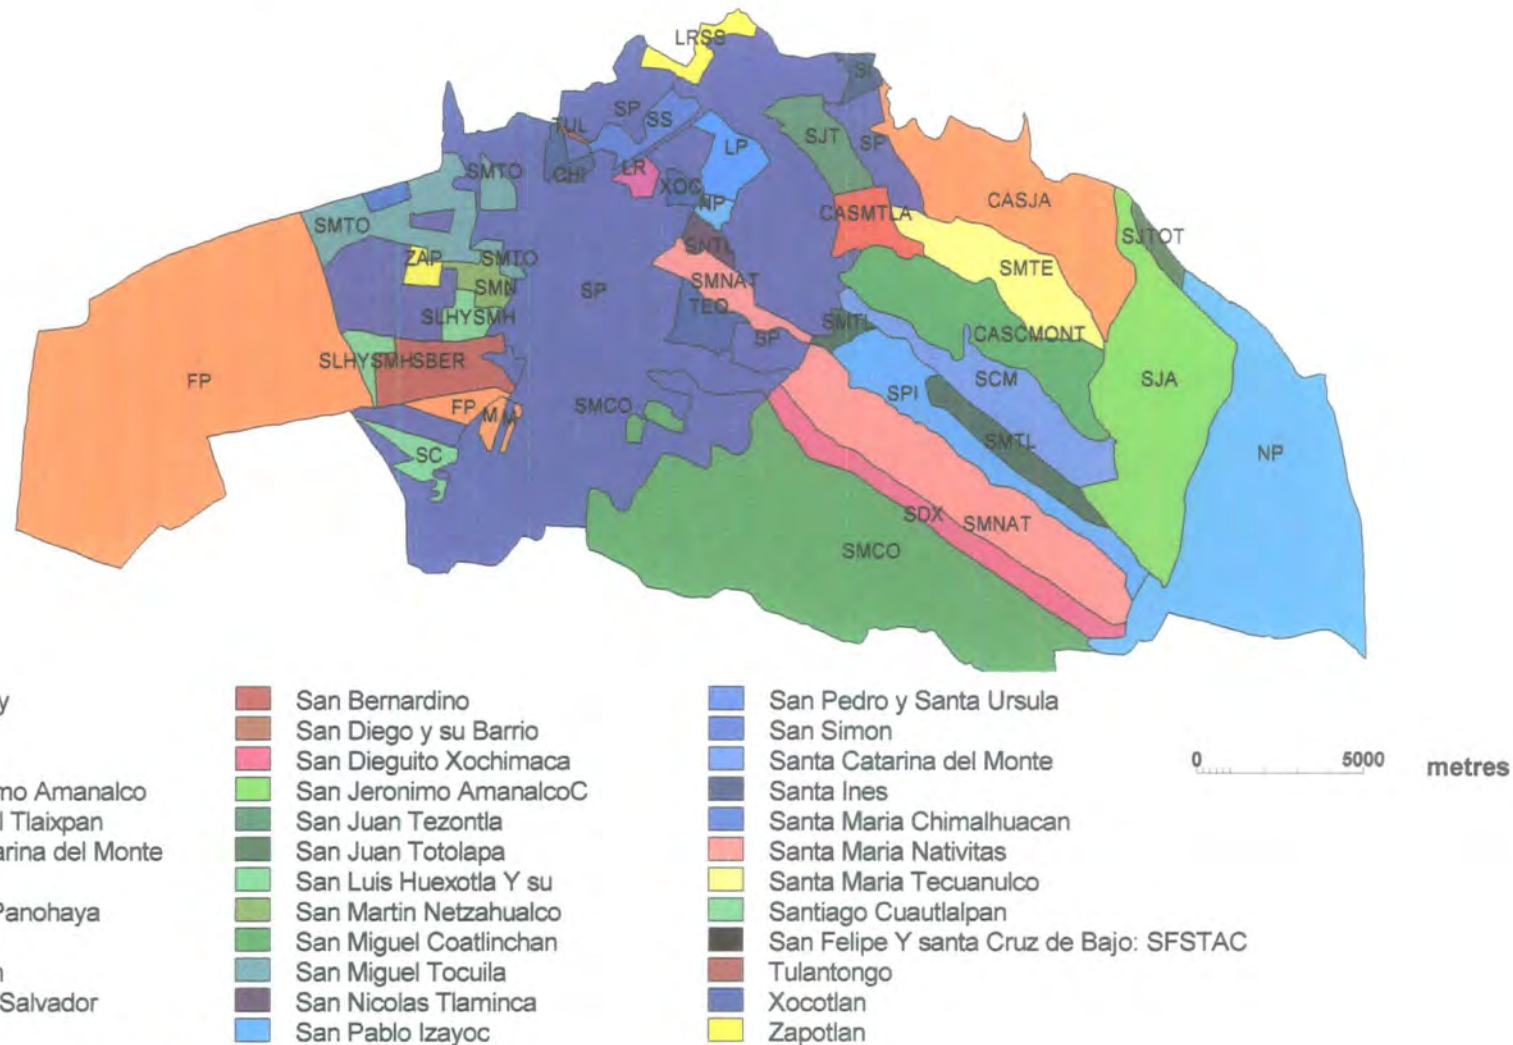 LRSS
SI
SP
SS
TUL
SJT
SP
LP
SMTO
CHI
LR
XOC
CASJA
NP
CASMTLA
SMTO
SJTOT
SNTL
ZAP
SMTO
SMTE
SMNAT
SMN
SP
TEQ
SLHYSMH
SMTL
CASCMONT
SP
SLHYSMH
SBER
FP
SCM
SJA
SPI
SMCO
FP
M
M
SMTL
SC
NP
SDX
SMNAT
SMCO
y
mo Amanalco
l Tlaixpan
arina del Monte
Panohaya
n
Salvador
San Bernardino
San Diego y su Barrio
San Dieguito Xochimaca
San Jeronimo AmanalcoC
San Juan Tezontla
San Juan Totolapa
San Luis Huexotla Y su
San Martin Netzahualco
San Miguel Coatlinchan
San Miguel Tocuila
San Nicolas Tlaminca
San Pablo Izayoc
San Pedro y Santa Ursula
San Simon
Santa Catarina del Monte
Santa Ines
Santa Maria Chimalhuacan
Santa Maria Nativitas
Santa Maria Tecuanulco
Santiago Cuautlalpan
San Felipe Y santa Cruz de Bajo: SFSTAC
Tulantongo
Xocotlan
Zapotlan
0 5000 metres